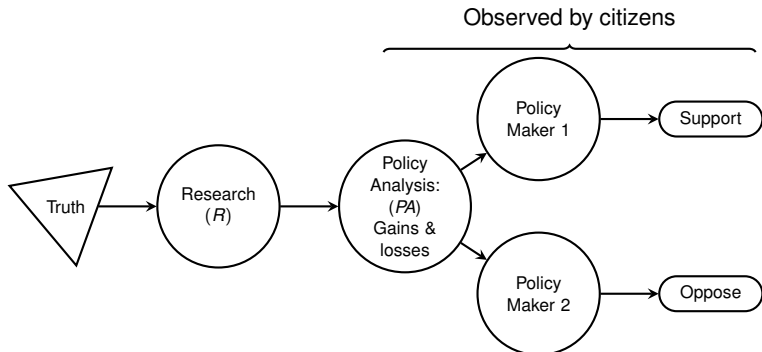 Observed by citizens
Truth
Research
(R)
Policy
Analysis:
(PA)
Gains &
losses
Policy
Maker 1
Support
Policy
Maker 2
Oppose